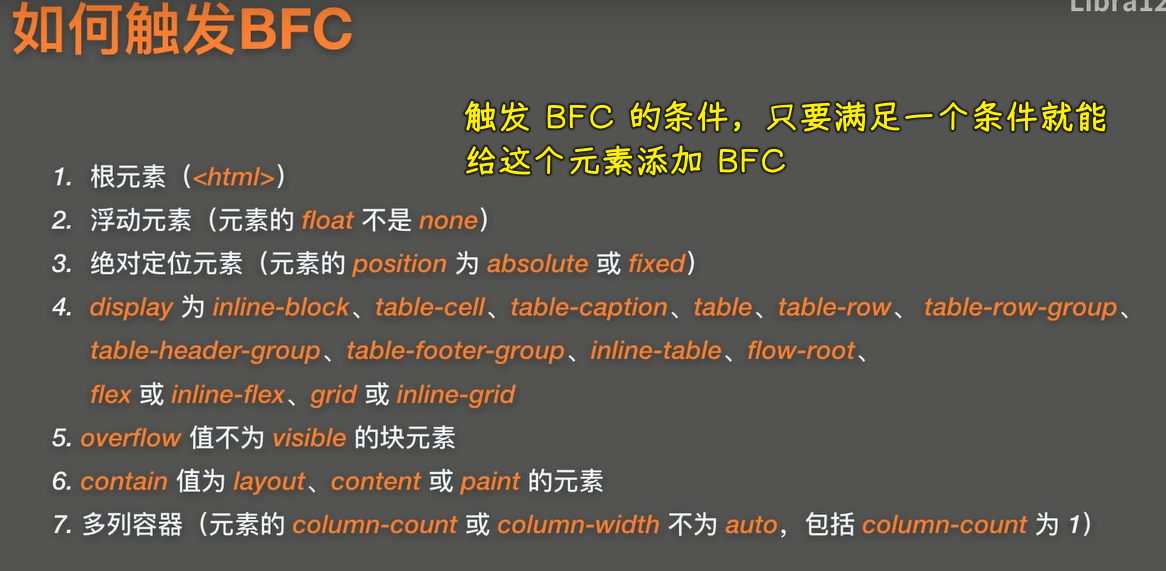 如何触发BFC
Libra12
触发 BFC 的条件，只要满足一个条件就能
给这个元素添加 BFC
1. 根元素（<html>）
2. 浮动元素（元素的 float 不是 none）
3. 绝对定位元素（元素的 position 为 absolute 或 fixed）
4. display 为 inline-block、table-cell、table-caption、table、table-row、 table-row-group、
table-header-group、table-footer-group、inline-table、flow-root、
flex 或 inline-flex、grid 或 inline-grid
5. overflow 值不为 visible 的块元素
6. contain 值为 layout、content 或 paint 的元素
7. 多列容器（元素的 column-count 或 column-width 不为 auto，包括 column-count 为 1）